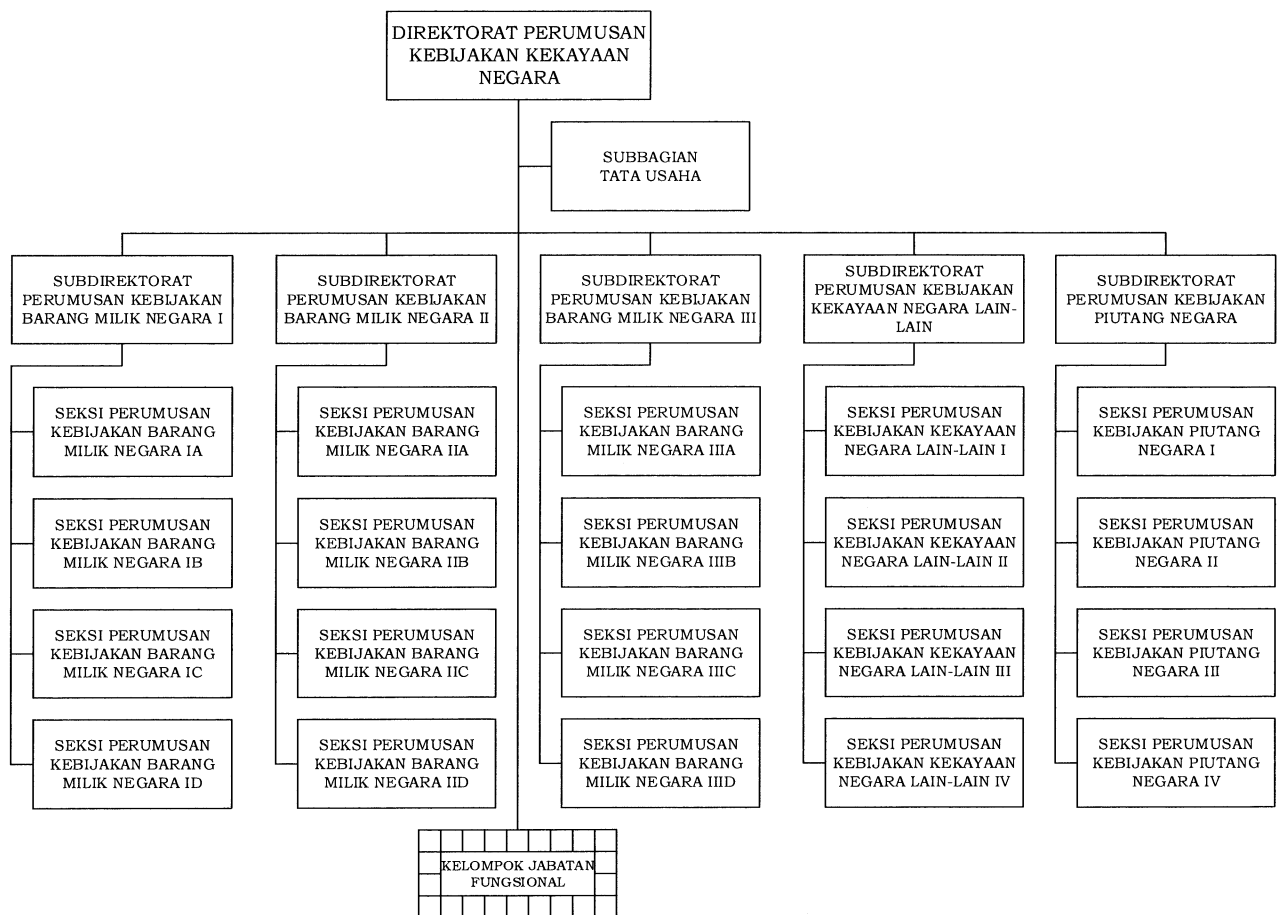 DIREKTORAT PERUMUSAN
KEBIJAKAN KEKAYAAN
NEGARA
SUBBAGIAN
TATA USAHA
SUBDIREKTORAT
PERUMUSAN KEBIJAKAN
BARANG MILIK NEGARA I
SUBDIREKTORAT
PERUMUSAN KEBIJAKAN
BARANG MILIK NEGARA II
SUBDIREKTORAT
PERUMUSAN KEBIJAKAN
BARANG MILIK NEGARA III
SUBDIREKTORAT
PERUMUSAN KEBIJAKAN
KEKAYAAN NEGARA LAIN-
LAIN
SUBDIREKTORAT
PERUMUSAN KEBIJAKAN
PIUTANG NEGARA
SEKSI PERUMUSAN
KEBIJAKAN BARANG
MILIK NEGARA IA
SEKSI PERUMUSAN
KEBIJAKAN BARANG
MILIK NEGARA IIA
SEKSI PERUMUSAN
KEBIJAKAN BARANG
MILIK NEGARA IIIA
SEKSI PERUMUSAN
KEBIJAKAN KEKAYAAN
NEGARA LAIN-LAIN I
SEKSI PERUMUSAN
KEBIJAKAN PIUTANG
NEGARA I
SEKSI PERUMUSAN
KEBIJAKAN BARANG
MILIK NEGARA IB
SEKSI PERUMUSAN
KEBIJAKAN BARANG
MILIK NEGARA IIB
SEKSI PERUMUSAN
KEBIJAKAN BARANG
MILIK NEGARA IIIB
SEKSI PERUMUSAN
KEBIJAKAN KEKAYAAN
NEGARA LAIN-LAIN II
SEKSI PERUMUSAN
KEBIJAKAN PIUTANG
NEGARA II
SEKSI PERUMUSAN
KEBIJAKAN BARANG
MILIK NEGARA IC
SEKSI PERUMUSAN
KEBIJAKAN BARANG
MILIK NEGARA IIC
SEKSI PERUMUSAN
KEBIJAKAN BARANG
MILIK NEGARA IIIC
SEKSI PERUMUSAN
KEBIJAKAN KEKAYAAN
NEGARA LAIN-LAIN III
SEKSI PERUMUSAN
KEBIJAKAN PIUTANG
NEGARA III
SEKSI PERUMUSAN
KEBIJAKAN BARANG
MILIK NEGARA ID
SEKSI PERUMUSAN
KEBIJAKAN BARANG
MILIK NEGARA IID
SEKSI PERUMUSAN
KEBIJAKAN BARANG
MILIK NEGARA IIID
SEKSI PERUMUSAN
KEBIJAKAN KEKAYAAN
NEGARA LAIN-LAIN IV
SEKSI PERUMUSAN
KEBIJAKAN PIUTANG
NEGARA IV
KELOMPOK JABATAN
FUNGSIONAL